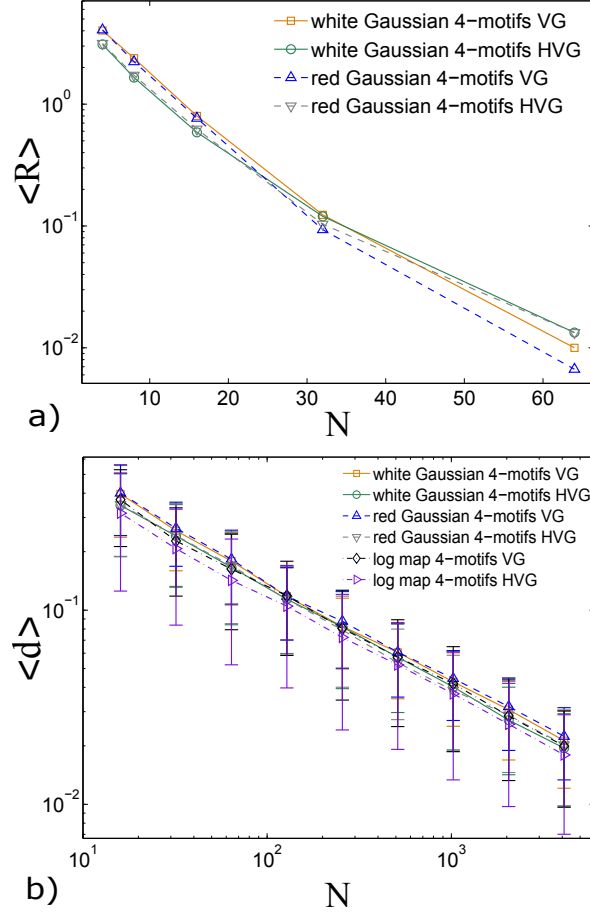 white Gaussian 4−motifs VG
white Gaussian 4−motifs HVG
red Gaussian 4−motifs VG
red Gaussian 4−motifs HVG
10^0
10^-1
10^-2
<R>
10 20 30 40 50 60
N
a)
white Gaussian 4−motifs VG
white Gaussian 4−motifs HVG
red Gaussian 4−motifs VG
red Gaussian 4−motifs HVG
log map 4−motifs VG
log map 4−motifs HVG
10^-1
10^-2
<d>
10^1 10^2 10^3
N
b)